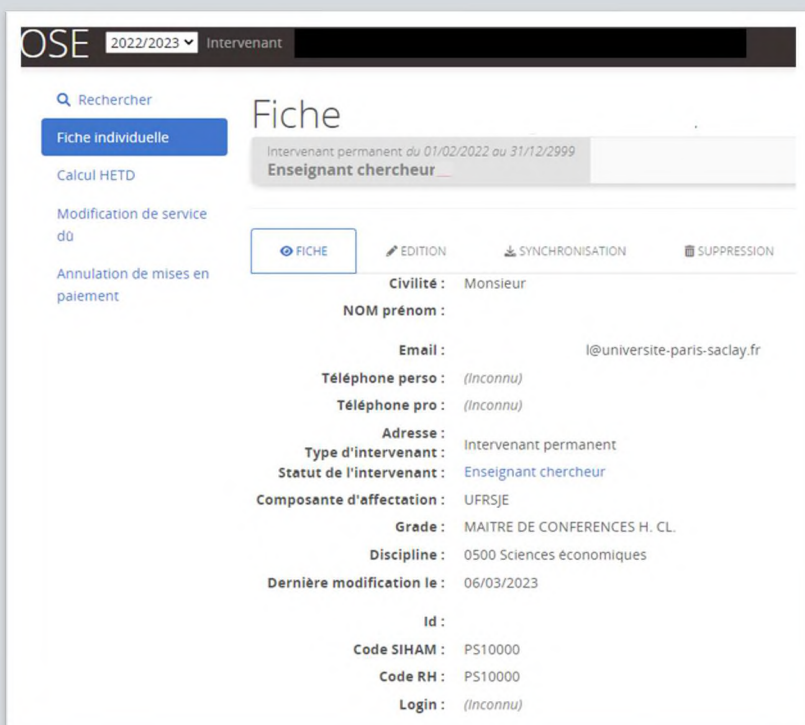 OSE 2022/2023 Intervenant
Rechercher
Fiche individuelle
Calcul HETD
Modification de service
dû
Annulation de mises en
paiement
Fiche
Intervenant permanent du 01/02/2022 au 31/12/2999
Enseignant chercheur
FICHE EDITION SYNCHRONISATION SUPPRESSION
Civilité : Monsieur
NOM prénom :
Email : l@universite-paris-saclay.fr
Téléphone perso : (Inconnu)
Téléphone pro : (Inconnu)
Adresse :
Type d'intervenant : Intervenant permanent
Statut de l'intervenant : Enseignant chercheur
Composante d'affectation : UFRSJE
Grade : MAITRE DE CONFERENCES H. CL.
Discipline : 0500 Sciences économiques
Dernière modification le : 06/03/2023
Id :
Code SIHAM : PS10000
Code RH : PS10000
Login : (Inconnu)